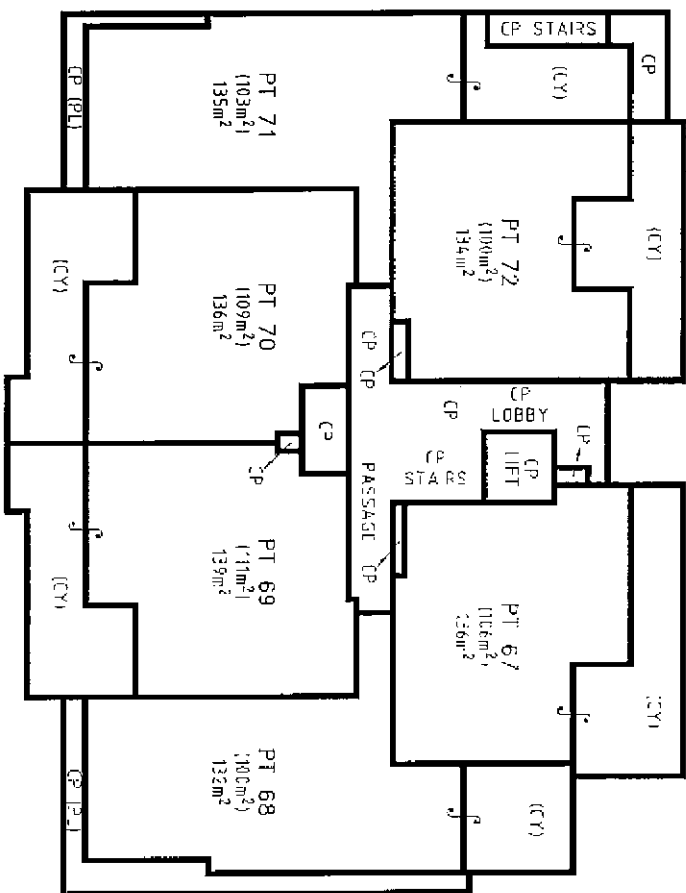 CP STAIRS
CP
(CY)
CP (PL)
PT 71
(103m²)
135m²
PT 72
(100m²)
134m²
(CY)
(CY)
PT 70
(109m²)
136m²
CP
CP
CP
LOBBY
CP
CP
CP
LIFT
CP
STAIRS
CP
CP
PASSAGE
CP
PT 69
(111m²)
139m²
(CY)
PT 67
(106m²)
136m²
(CY)
PT 68
(100m²)
(CY)
CP (PL)